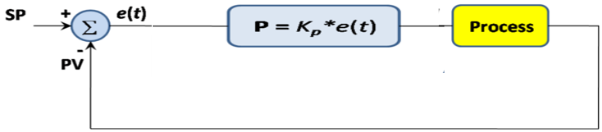 SP
+
e(t)
Σ
P = Kₚ*e(t)
Process
-
PV